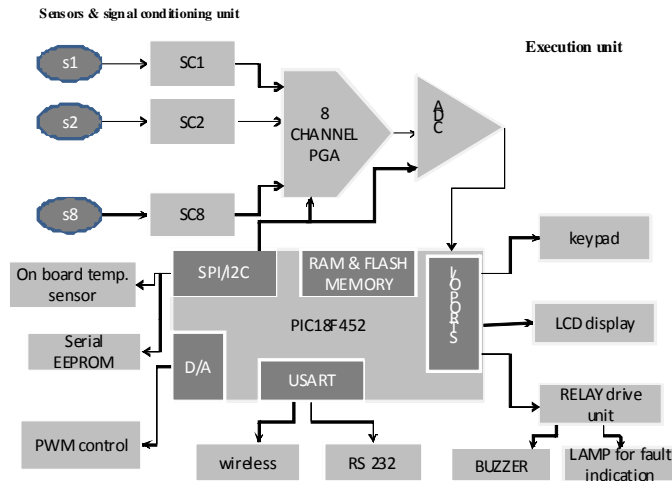 Sensors & signal conditioning unit
Execution unit
s1
SC1
s2
SC2
8
CHANNEL
PGA
ADC
s8
SC8
SPI/I2C
RAM & FLASH
MEMORY
I/OPORTS
keypad
On board temp.
sensor
PIC18F452
LCD display
Serial
EEPROM
D/A
USART
RELAY drive
unit
PWM control
wireless
RS 232
BUZZER
LAMP for fault
indication